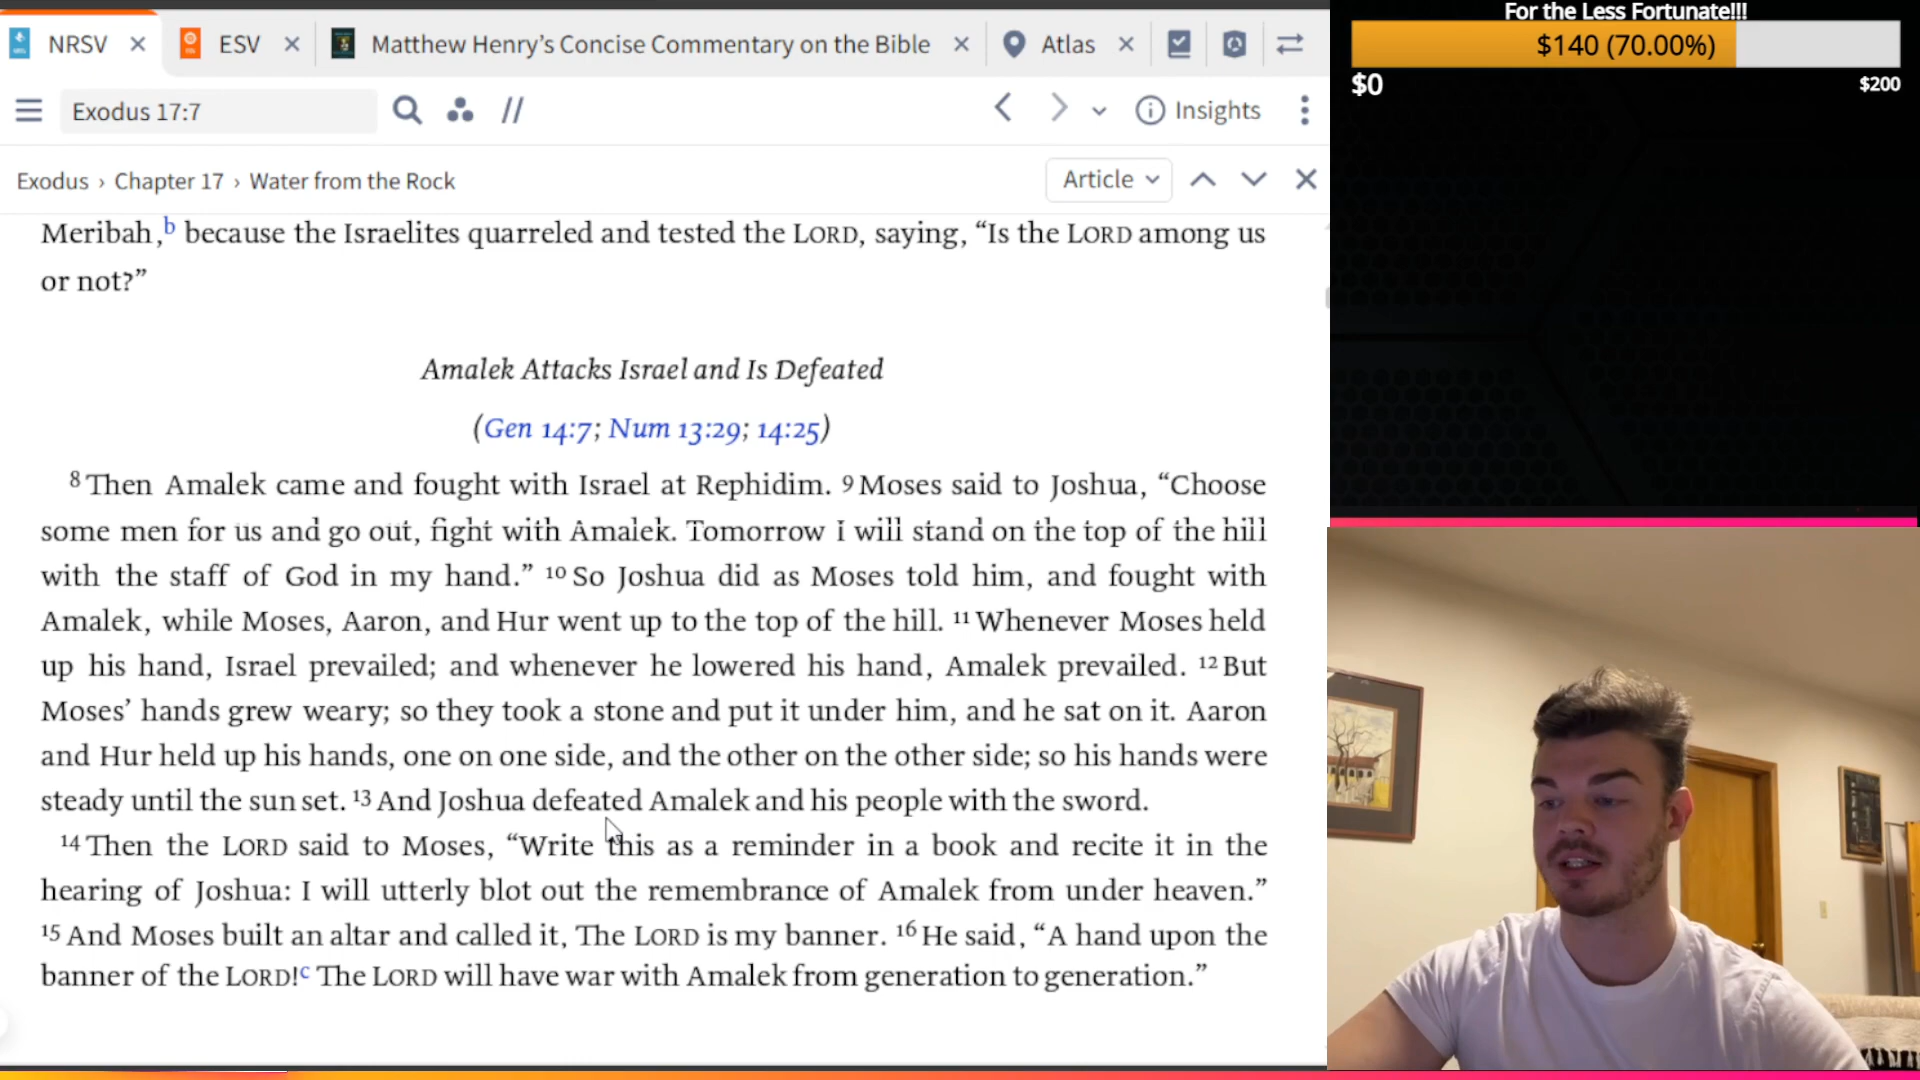 NRSV
ESV
Matthew Henry’s Concise Commentary on the Bible
Atlas
Exodus 17:7
Insights
Exodus › Chapter 17 › Water from the Rock
Article
Meribah,b because the Israelites quarreled and tested the LORD, saying, “Is the LORD among us
or not?”
Amalek Attacks Israel and Is Defeated
(Gen 14:7; Num 13:29; 14:25)
8 Then Amalek came and fought with Israel at Rephidim. 9 Moses said to Joshua, “Choose
some men for us and go out, fight with Amalek. Tomorrow I will stand on the top of the hill
with the staff of God in my hand.” 10 So Joshua did as Moses told him, and fought with
Amalek, while Moses, Aaron, and Hur went up to the top of the hill. 11 Whenever Moses held
up his hand, Israel prevailed; and whenever he lowered his hand, Amalek prevailed. 12 But
Moses’ hands grew weary; so they took a stone and put it under him, and he sat on it. Aaron
and Hur held up his hands, one on one side, and the other on the other side; so his hands were
steady until the sun set. 13 And Joshua defeated Amalek and his people with the sword.
14 Then the LORD said to Moses, “Write this as a reminder in a book and recite it in the
hearing of Joshua: I will utterly blot out the remembrance of Amalek from under heaven.”
15 And Moses built an altar and called it, The LORD is my banner. 16 He said, “A hand upon the
banner of the LORD!c The LORD will have war with Amalek from generation to generation.”
For the Less Fortunate!!!
$140 (70.00%)
$0
$200